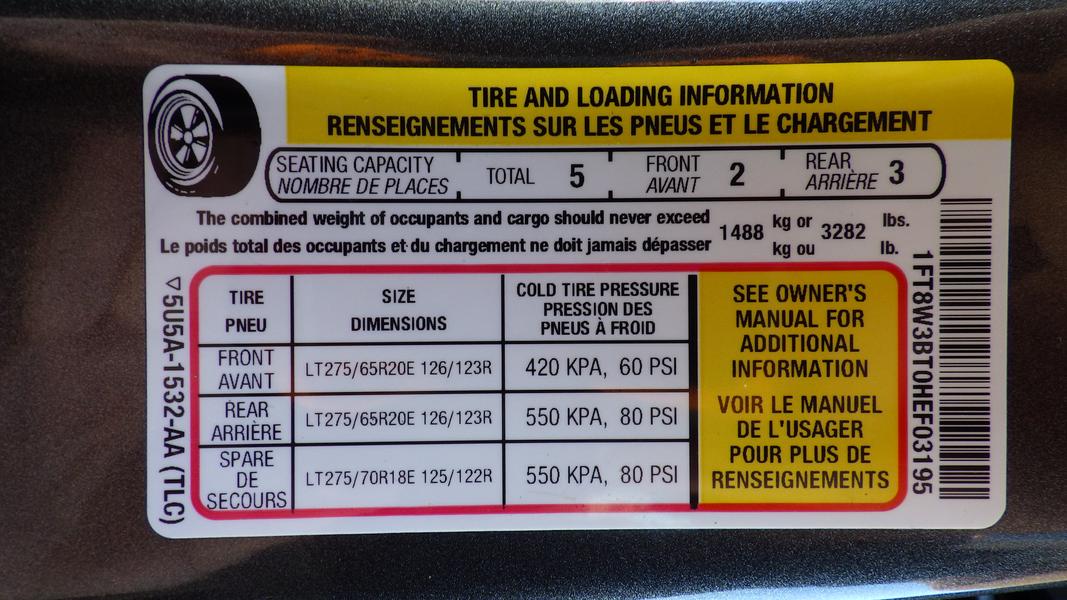 TIRE AND LOADING INFORMATION
RENSEIGNEMENTS SUR LES PNEUS ET LE CHARGEMENT
SEATING CAPACITY
NOMBRE DE PLACES
TOTAL 5
FRONT
AVANT
2
REAR
ARRIÈRE
3
The combined weight of occupants and cargo should never exceed
Le poids total des occupants et du chargement ne doit jamais dépasser
1488
kg or
kg ou
3282
lbs.
lb.
TIRE
PNEU
SIZE
DIMENSIONS
COLD TIRE PRESSURE
PRESSION DES
PNEUS À FROID
FRONT
AVANT
LT275/65R20E 126/123R
420 KPA, 60 PSI
REAR
ARRIÈRE
LT275/65R20E 126/123R
550 KPA, 80 PSI
SPARE
DE
SECOURS
LT275/70R18E 125/122R
550 KPA, 80 PSI
SEE OWNER'S
MANUAL FOR
ADDITIONAL
INFORMATION
VOIR LE MANUEL
DE L'USAGER
POUR PLUS DE
RENSEIGNEMENTS
5U5A-1532-AA (TLC)
1FT8W3BT0HEF03195